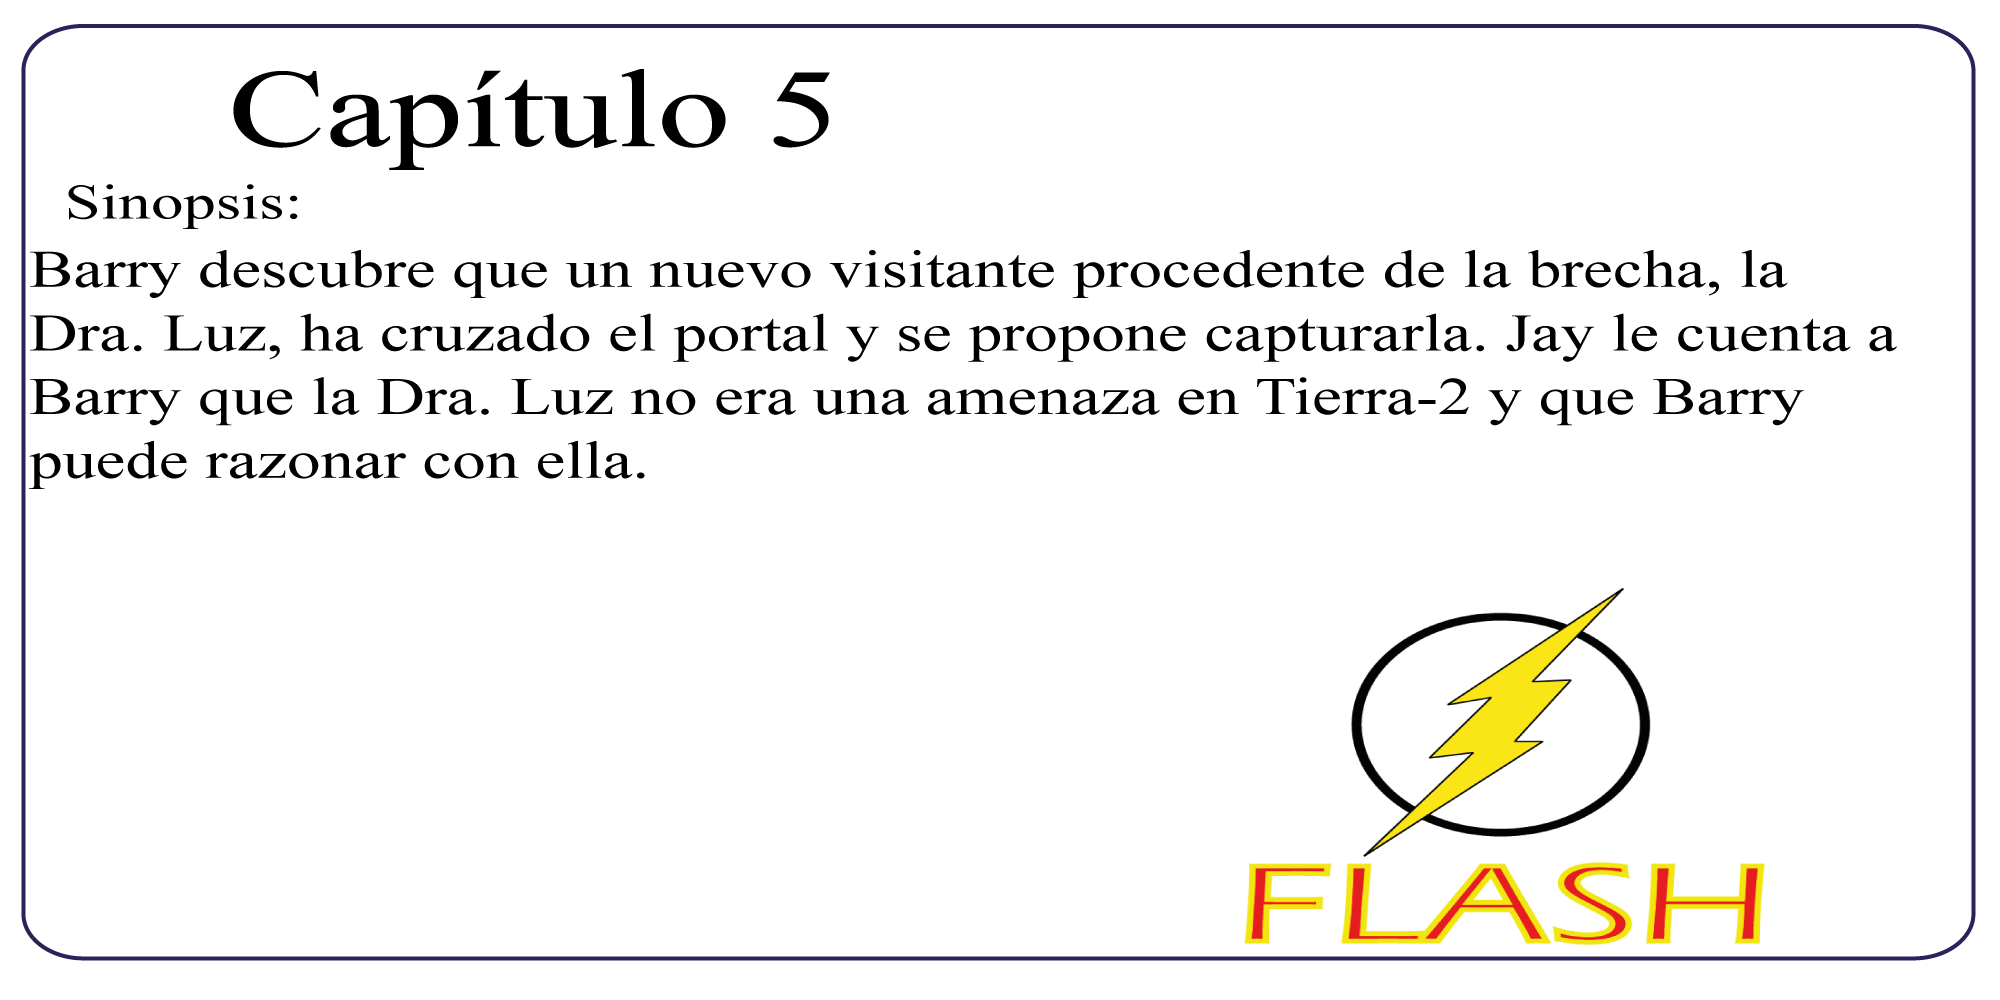 Capítulo 5
Sinopsis:
Barry descubre que un nuevo visitante procedente de la brecha, la
Dra. Luz, ha cruzado el portal y se propone capturarla. Jay le cuenta a
Barry que la Dra. Luz no era una amenaza en Tierra-2 y que Barry
puede razonar con ella.
FLASH